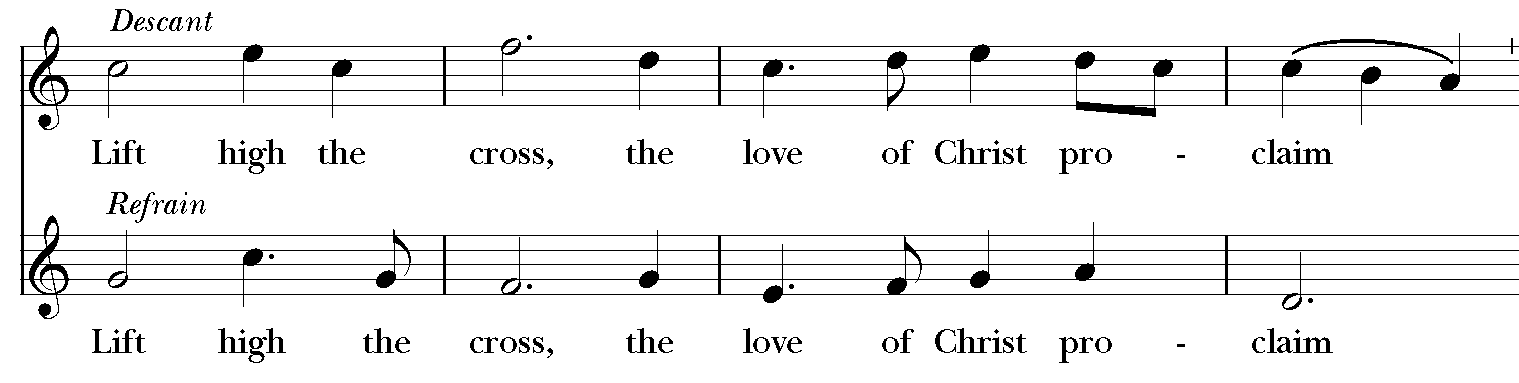 Descant
Lift high the cross, the love of Christ pro - claim
Refrain
Lift high the cross, the love of Christ pro - claim